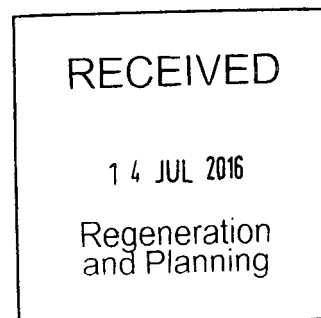 RECEIVED
14 JUL 2016
Regeneration
and Planning